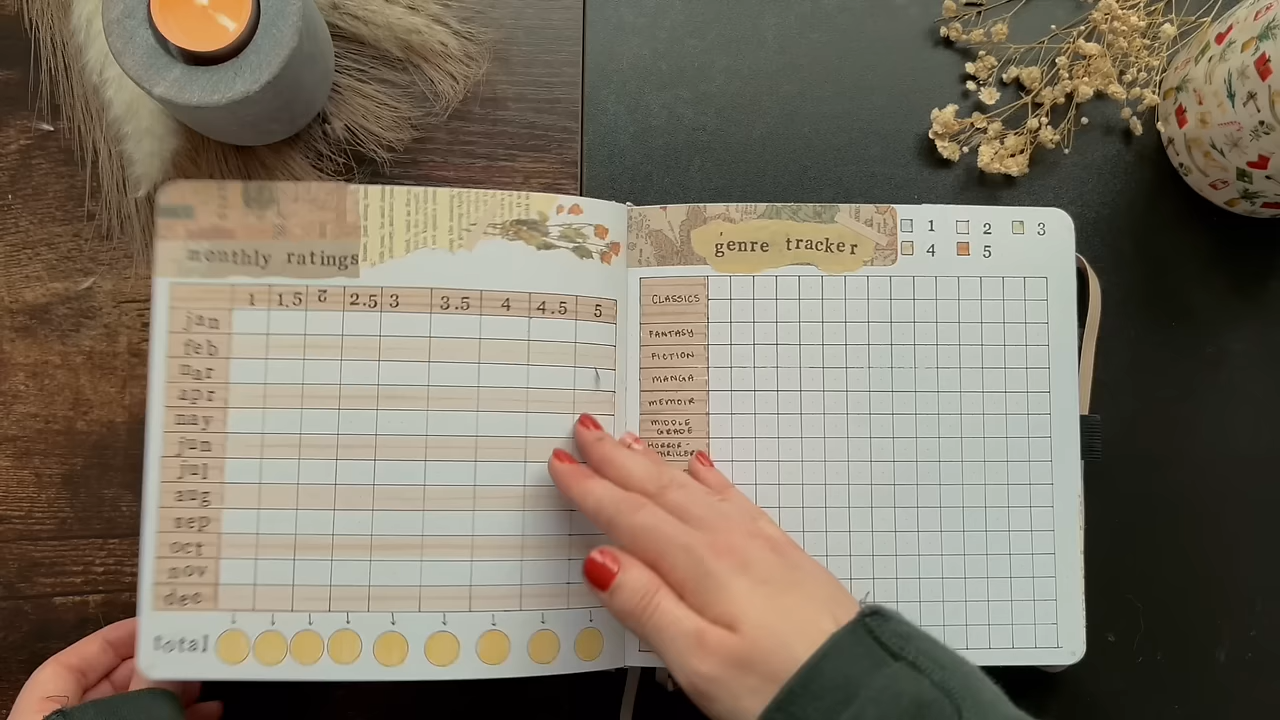 monthly ratings
1 1.5 2 2.5 3 3.5 4 4.5 5
jan
feb
mar
apr
may
jun
jul
aug
sep
oct
nov
dec
total
genre tracker
1 2 3
4 5
CLASSICS
FANTASY
FICTION
MANGA
MEMOIR
MIDDLE
GRADE
HORROR-
THRILLER